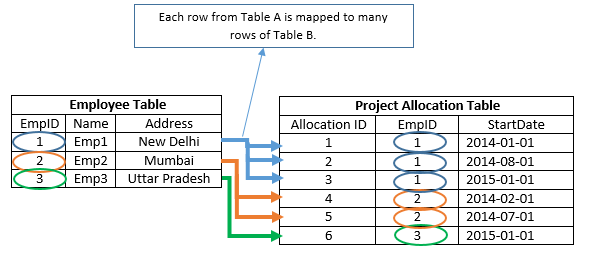 Each row from Table A is mapped to many
rows of Table B.
Employee Table
EmpID Name Address
1 Emp1 New Delhi
2 Emp2 Mumbai
3 Emp3 Uttar Pradesh
Project Allocation Table
Allocation ID EmpID StartDate
1 1 2014-01-01
2 1 2014-08-01
3 1 2015-01-01
4 2 2014-02-01
5 2 2014-07-01
6 3 2015-01-01